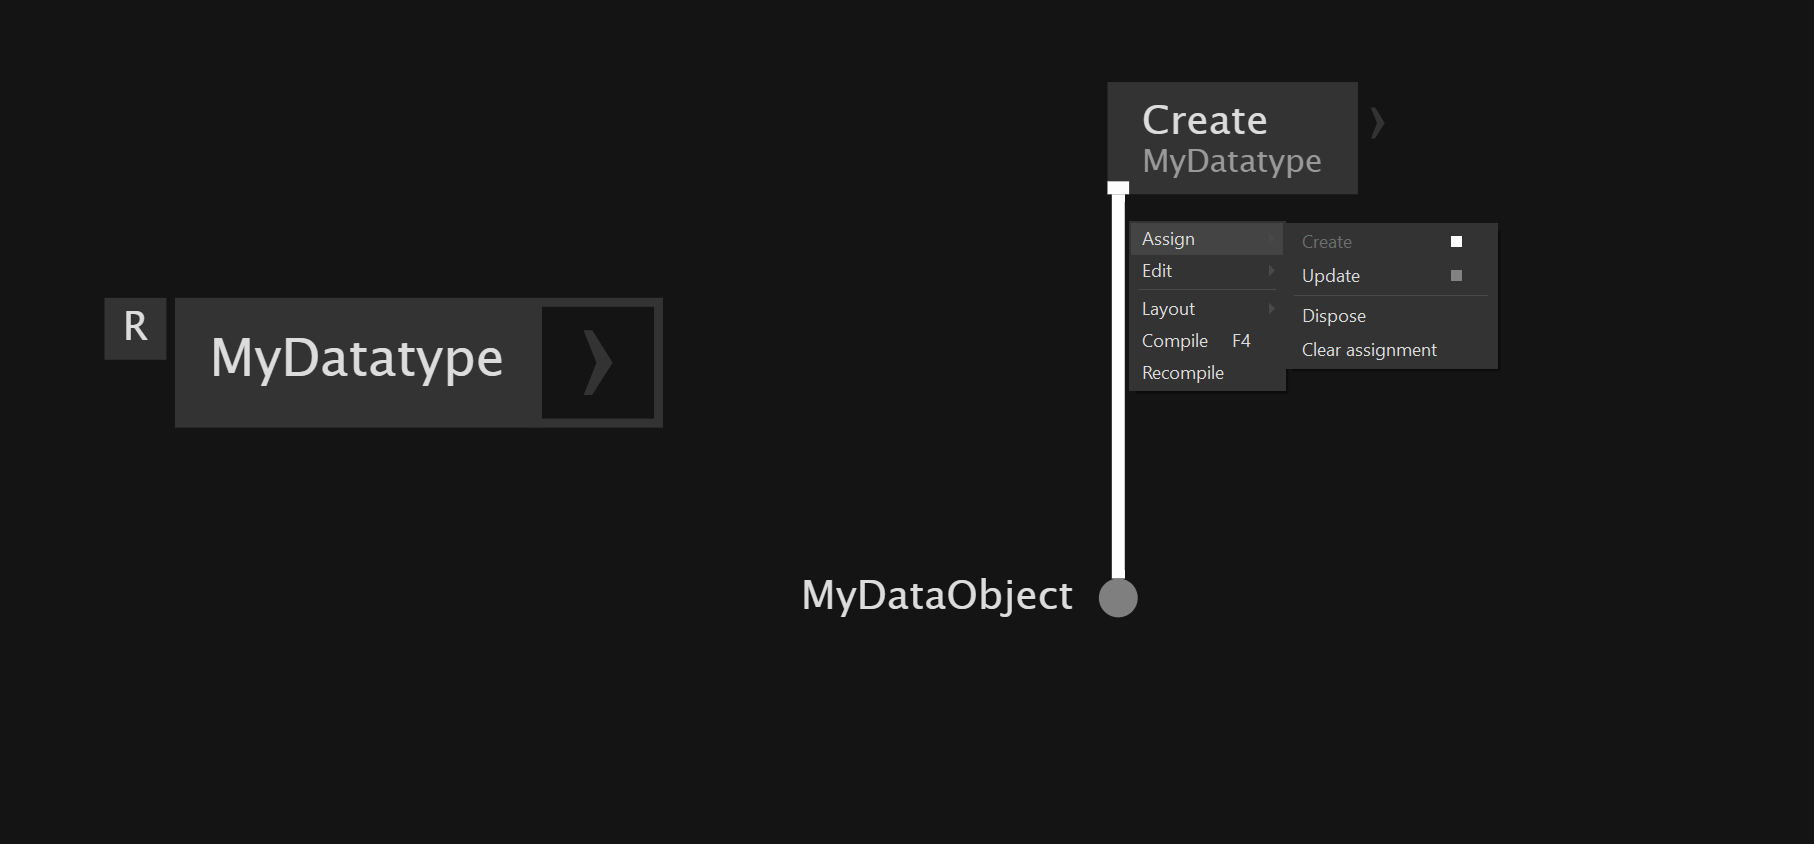 R
MyDatatype
Create
MyDatatype
Assign
Edit
Layout
Compile F4
Recompile
Create
Update
Dispose
Clear assignment
MyDataObject